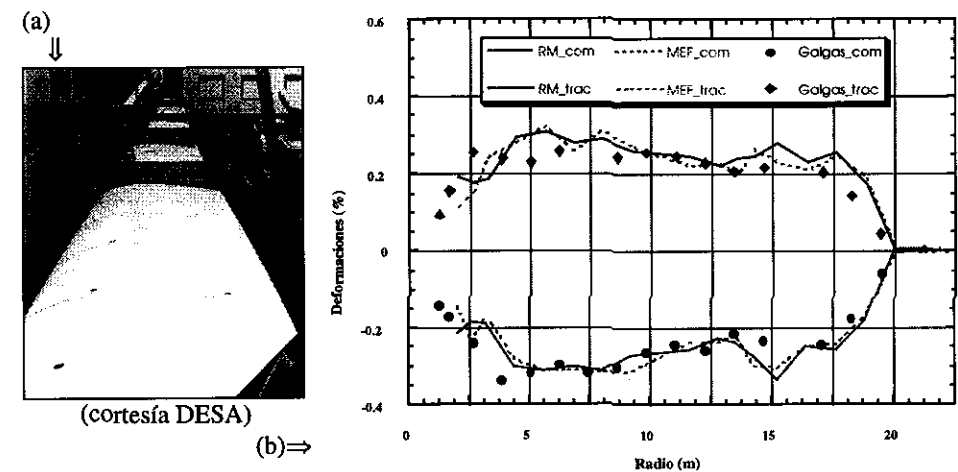 (a)
⇓
(cortesía DESA)
(b)⇒
RM_com MEF_com Galgas_com
RM_trac MEF_trac Galgas_trac
Deformaciones (%)
0.6
0.4
0.2
0
-0.2
-0.4
0 5 10 15 20
Radio (m)